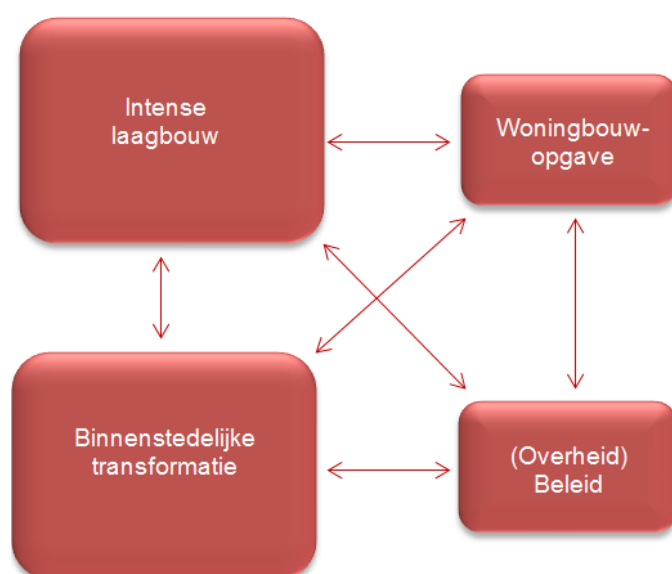 Intense
laagbouw
Woningbouw-
opgave
Binnenstedelijke
transformatie
(Overheid)
Beleid